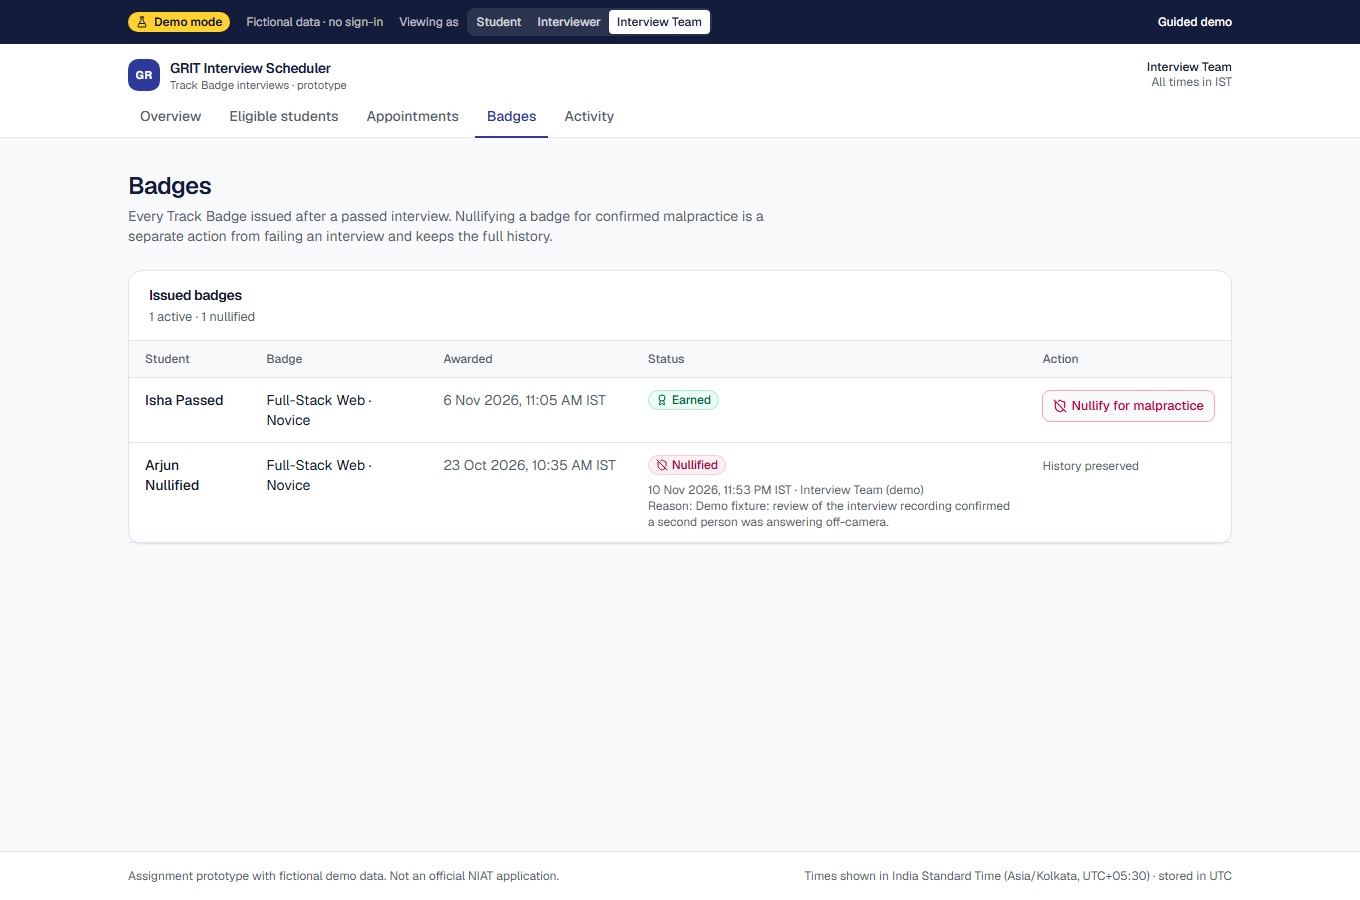 Demo mode Fictional data · no sign-in Viewing as Student Interviewer Interview Team Guided demo
GR GRIT Interview Scheduler Interview Team
Track Badge interviews · prototype All times in IST
Overview Eligible students Appointments Badges Activity
Badges
Every Track Badge issued after a passed interview. Nullifying a badge for confirmed malpractice is a
separate action from failing an interview and keeps the full history.
Issued badges
1 active · 1 nullified
Student Badge Awarded Status Action
Isha Passed Full-Stack Web · 6 Nov 2026, 11:05 AM IST Earned Nullify for malpractice
Novice
Arjun Full-Stack Web · 23 Oct 2026, 10:35 AM IST Nullified History preserved
Nullified Novice
10 Nov 2026, 11:53 PM IST · Interview Team (demo)
Reason: Demo fixture: review of the interview recording confirmed
a second person was answering off-camera.
Assignment prototype with fictional demo data. Not an official NIAT application. Times shown in India Standard Time (Asia/Kolkata, UTC+05:30) · stored in UTC